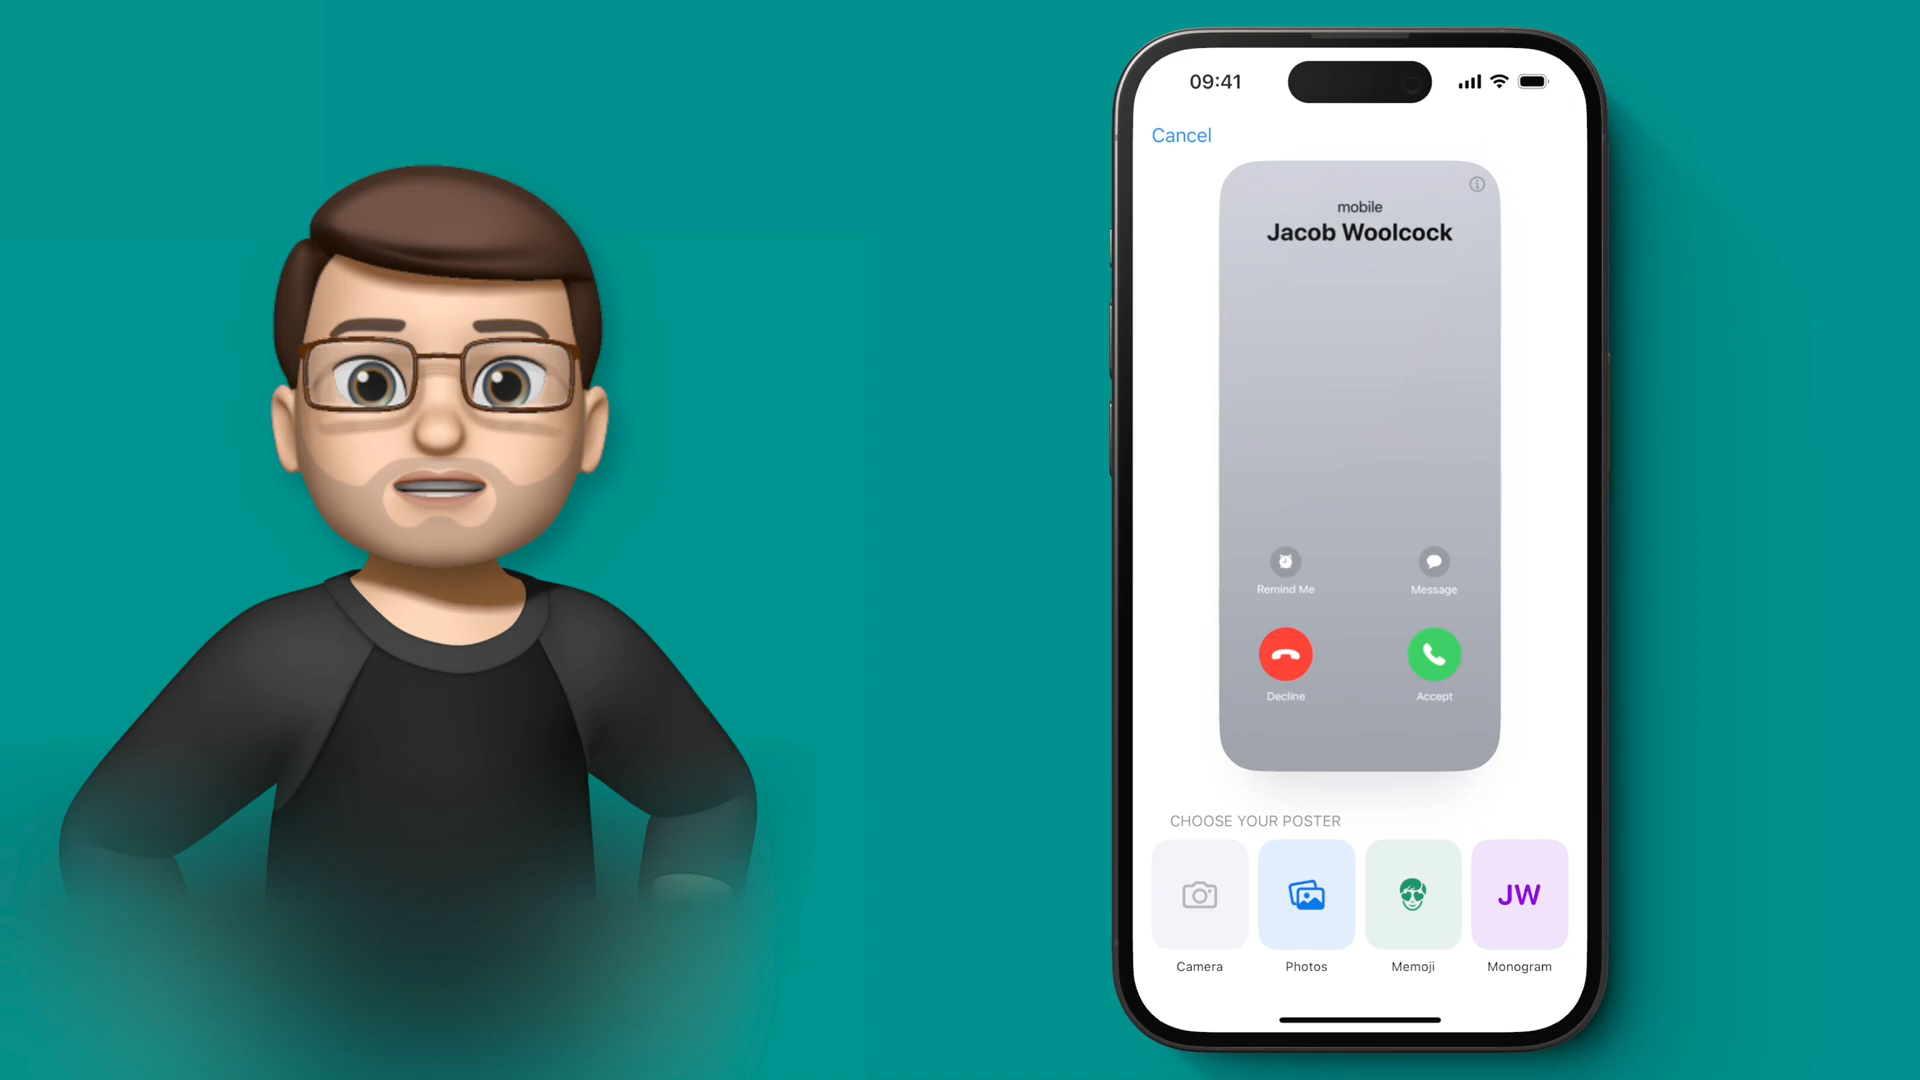 09:41
Cancel
mobile
Jacob Woolcock
Remind Me
Message
Decline
Accept
CHOOSE YOUR POSTER
JW
Camera
Photos
Memoji
Monogram